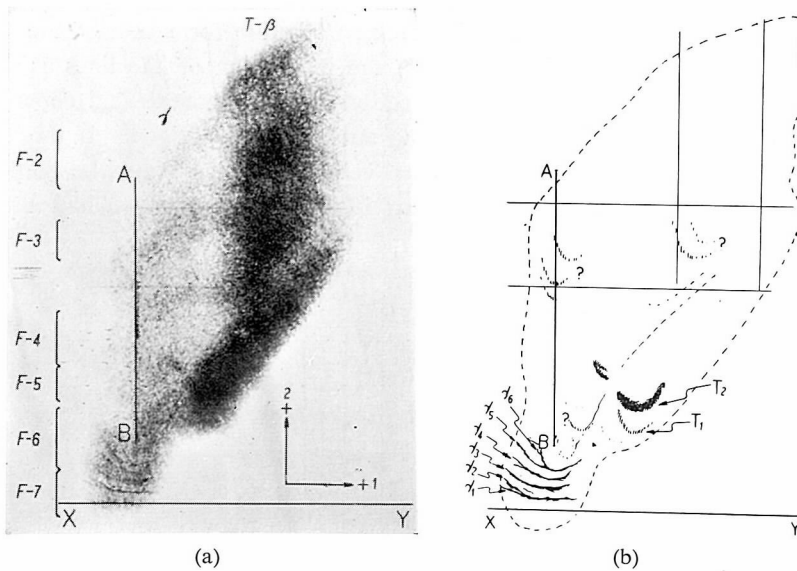 T-β
γ
F-2
A
F-3
F-4
F-5
B
F-6
F-7
2
+
+1
X Y
(a)
A
?
?
T₂
?
T₁
B
γ₆
γ₅
γ₄
γ₃
γ₂
γ₁
X Y
(b)